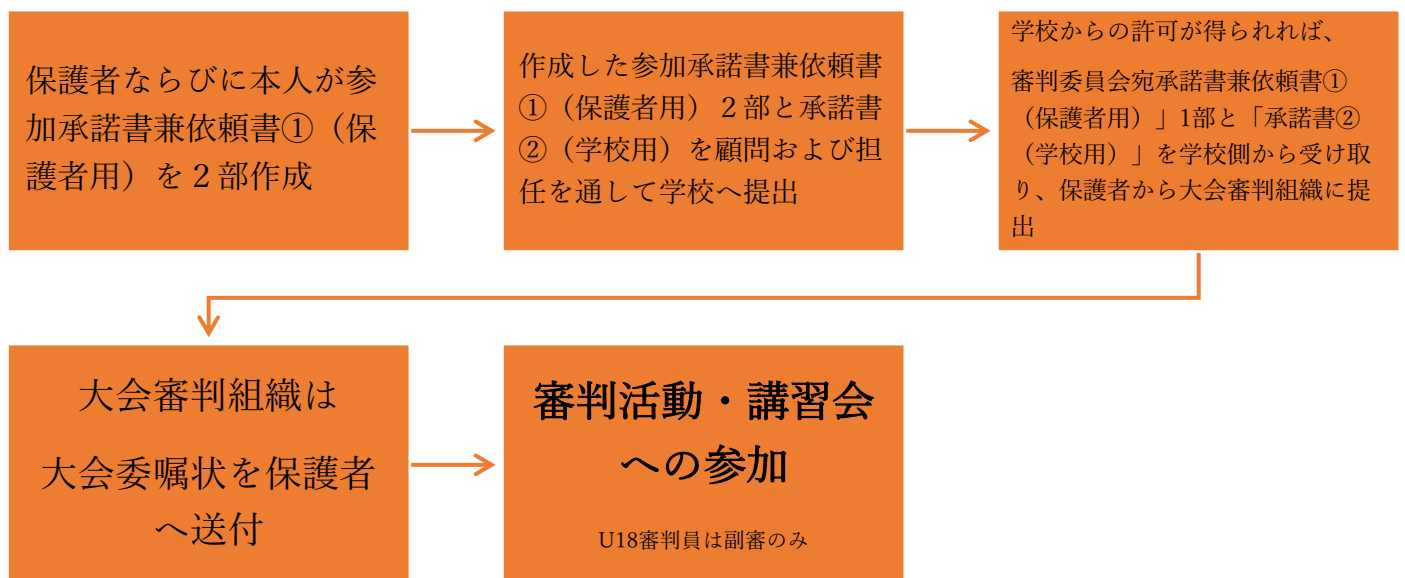 保護者ならびに本人が参
加承諾書兼依頼書①（保
護者用）を２部作成
作成した参加承諾書兼依頼書
①（保護者用）２部と承諾書
②（学校用）を顧問および担
任を通して学校へ提出
学校からの許可が得られれば、
審判委員会宛承諾書兼依頼書①
（保護者用）」1部と「承諾書②
（学校用）」を学校側から受け取
り、保護者から大会審判組織に提
出
大会審判組織は
大会委嘱状を保護者
へ送付
審判活動・講習会
への参加
U18審判員は副審のみ